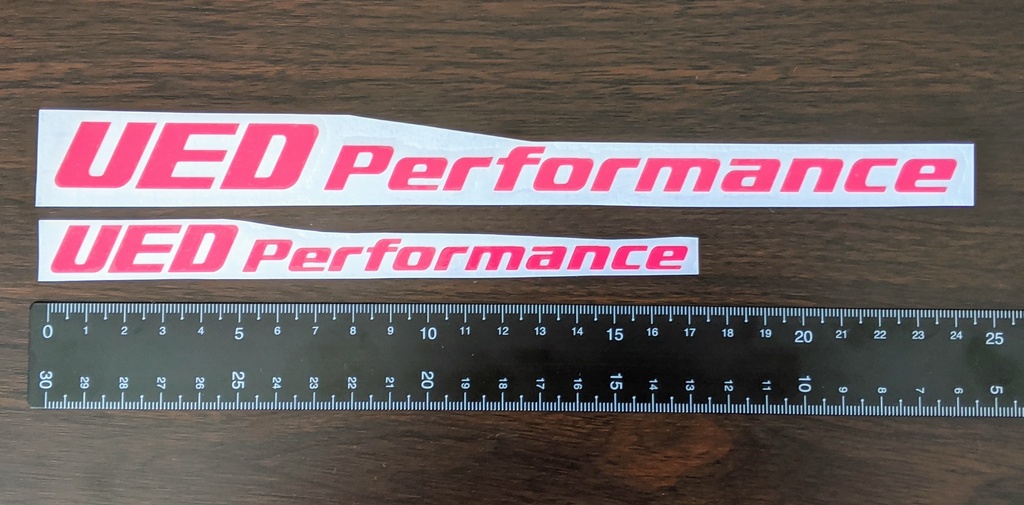 UED Performance
UED Performance
0 1 2 3 4 5 6 7 8 9 10 11 12 13 14 15 16 17 18 19 20 21 22 23 24 25
30 29 28 27 26 25 24 23 22 21 20 19 18 17 16 15 14 13 12 11 10 9 8 7 6 5